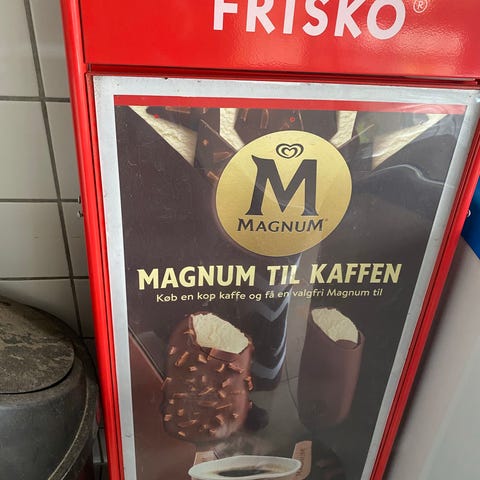 FRISKO®
M
MAGNUM
MAGNUM TIL KAFFEN
Køb en kop kaffe og få en valgfri Magnum til